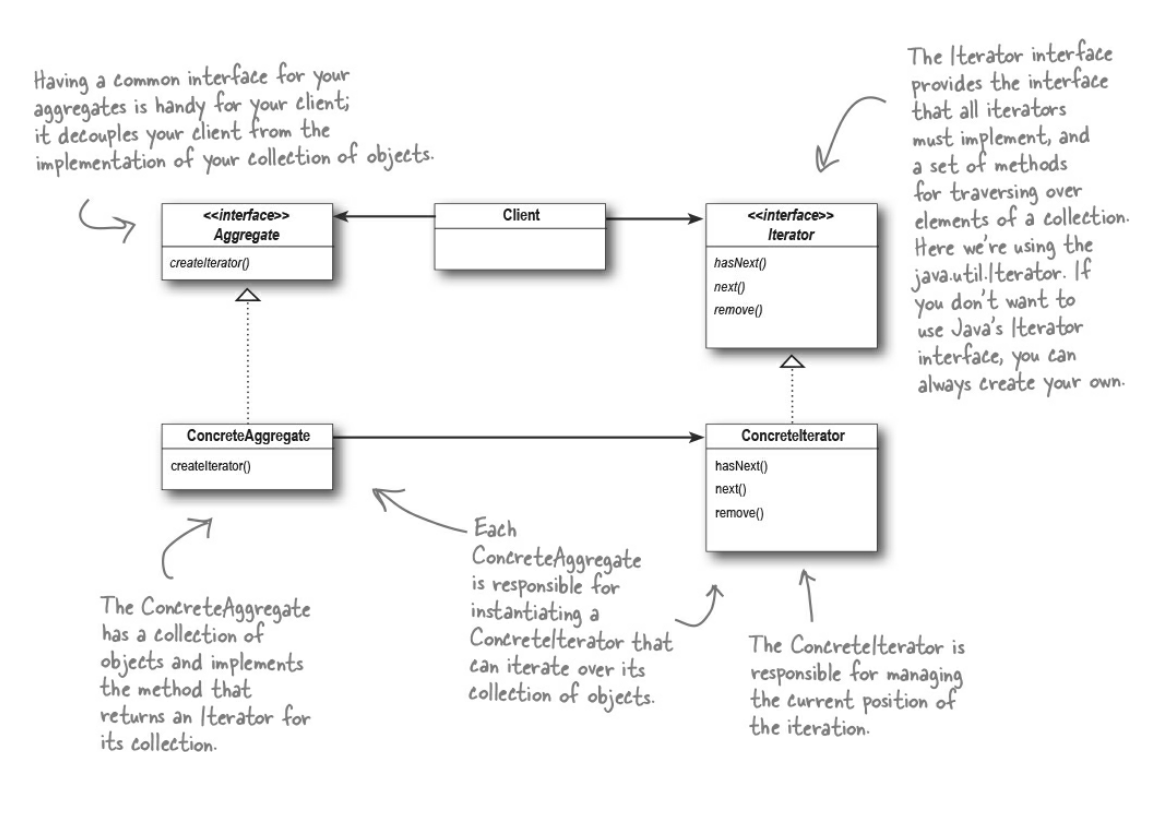 Having a common interface for your
aggregates is handy for your client;
it decouples your client from the
implementation of your collection of objects.
The Iterator interface
provides the interface
that all iterators
must implement, and
a set of methods
for traversing over
elements of a collection.
Here we're using the
java.util.Iterator. If
you don't want to
use Java's Iterator
interface, you can
always create your own.
<<interface>>
Aggregate
createIterator()
Client
<<interface>>
Iterator
hasNext()
next()
remove()
ConcreteAggregate
createIterator()
ConcreteIterator
hasNext()
next()
remove()
The ConcreteAggregate
has a collection of
objects and implements
the method that
returns an Iterator for
its collection.
Each
ConcreteAggregate
is responsible for
instantiating a
ConcreteIterator that
can iterate over its
collection of objects.
The ConcreteIterator is
responsible for managing
the current position of
the iteration.